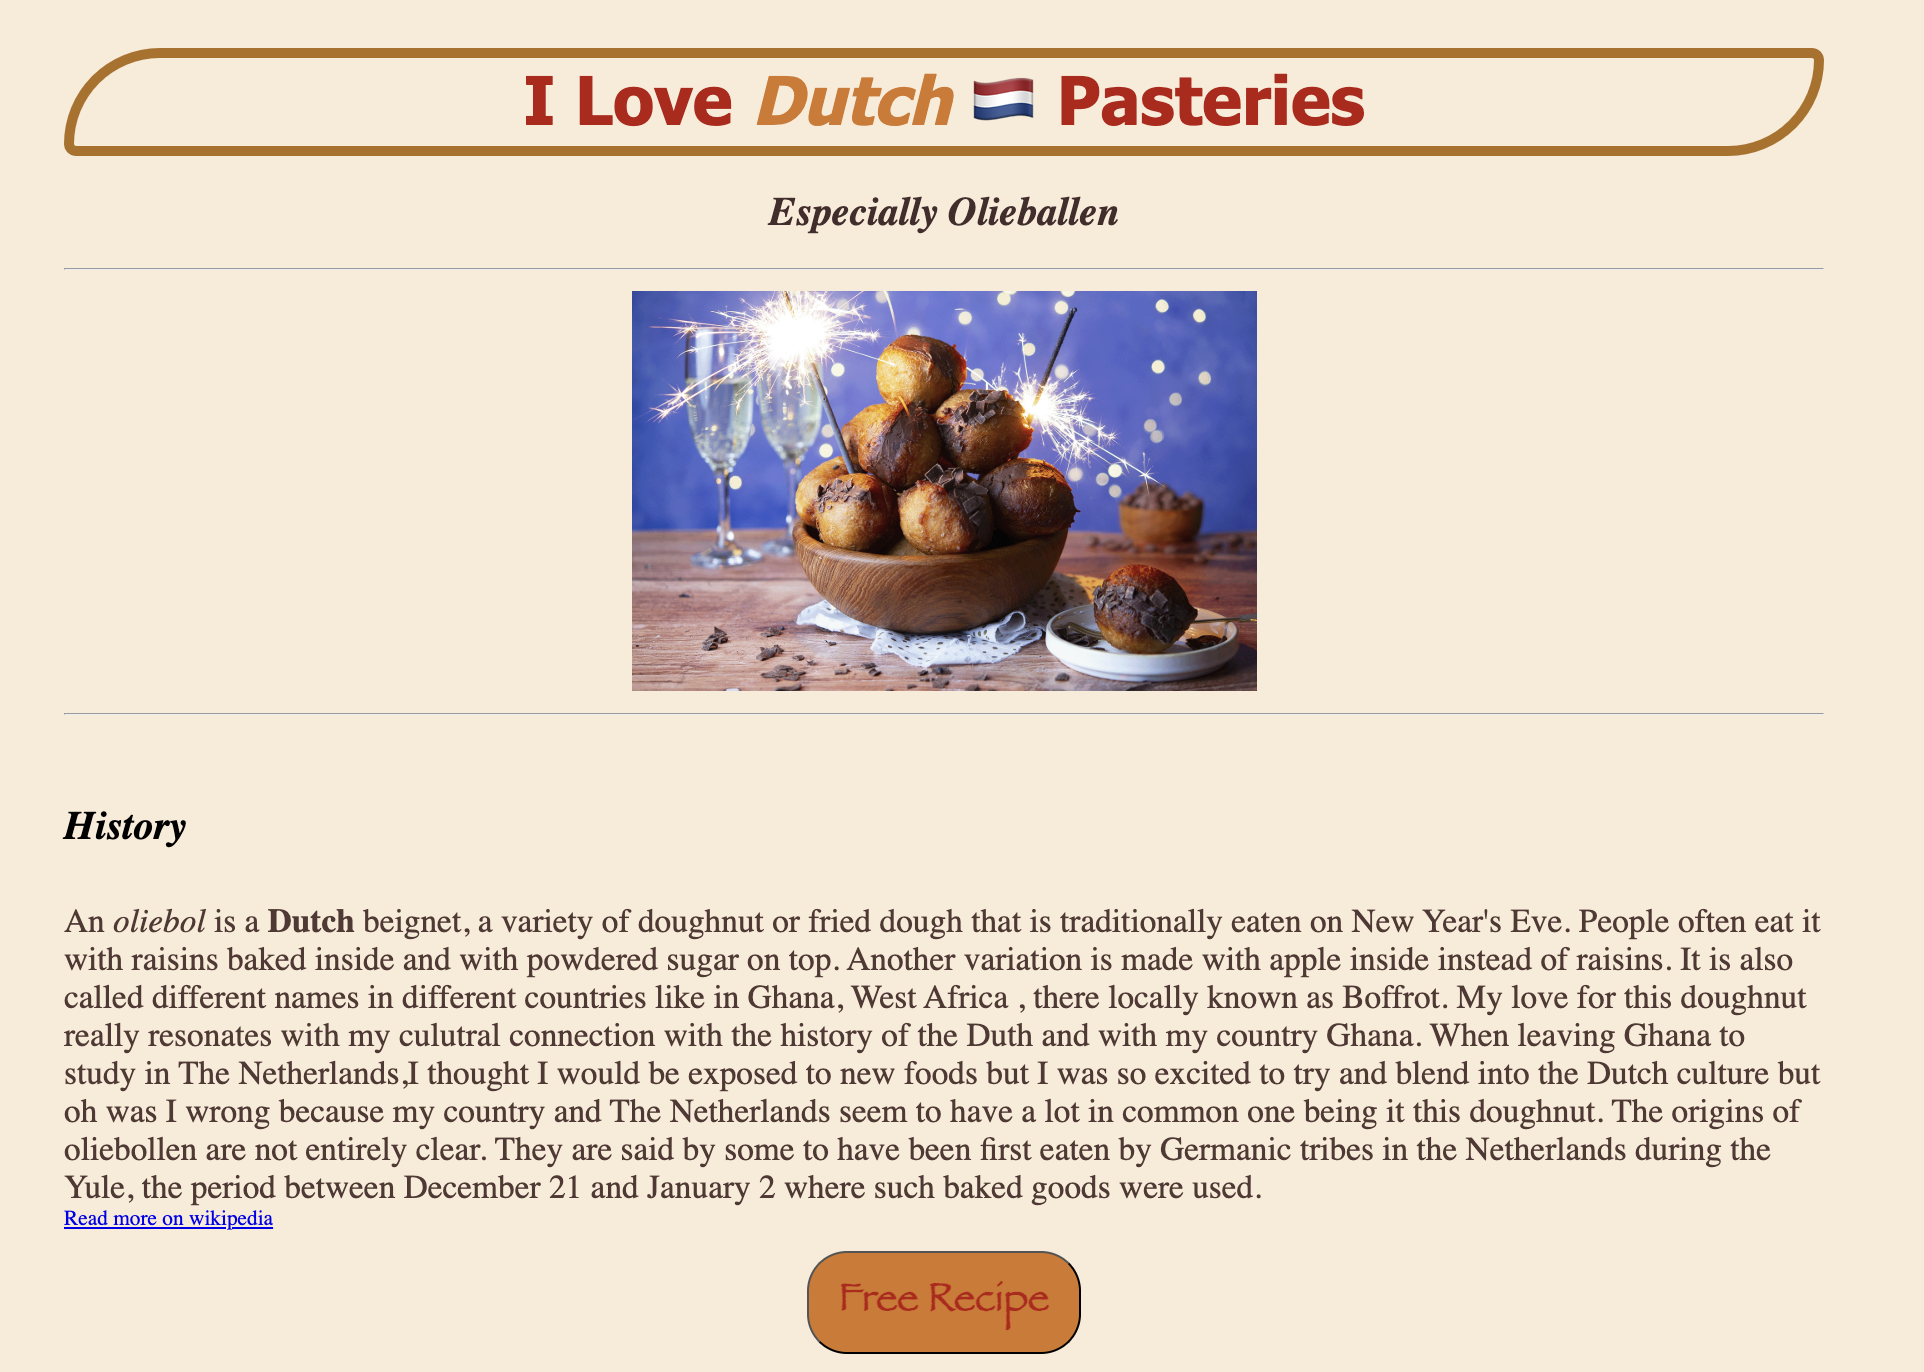 I Love Dutch 🇳🇱 Pasteries
Especially Olieballen
History
An oliebol is a Dutch beignet, a variety of doughnut or fried dough that is traditionally eaten on New Year's Eve. People often eat it
with raisins baked inside and with powdered sugar on top. Another variation is made with apple inside instead of raisins. It is also
called different names in different countries like in Ghana, West Africa , there locally known as Boffrot. My love for this doughnut
really resonates with my culutral connection with the history of the Duth and with my country Ghana. When leaving Ghana to
study in The Netherlands,I thought I would be exposed to new foods but I was so excited to try and blend into the Dutch culture but
oh was I wrong because my country and The Netherlands seem to have a lot in common one being it this doughnut. The origins of
oliebollen are not entirely clear. They are said by some to have been first eaten by Germanic tribes in the Netherlands during the
Yule, the period between December 21 and January 2 where such baked goods were used.
Read more on wikipedia
Free Recipe